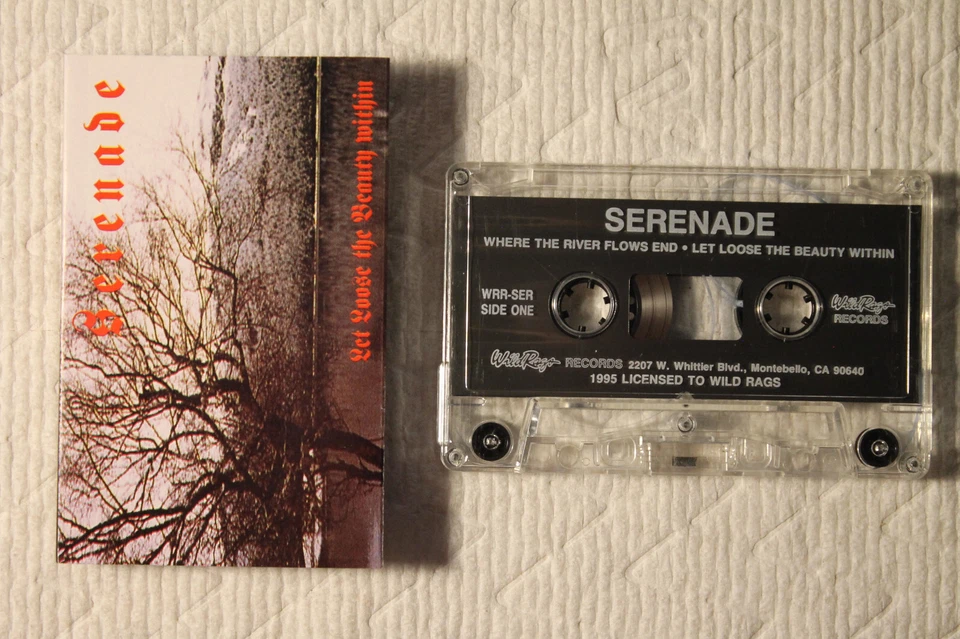 Serenade
Let Loose the Beauty within
SERENADE
WHERE THE RIVER FLOWS END • LET LOOSE THE BEAUTY WITHIN
WRR-SER
SIDE ONE
Wild Rags
RECORDS
Wild Rags RECORDS 2207 W. Whittier Blvd., Montebello, CA 90640
1995 LICENSED TO WILD RAGS